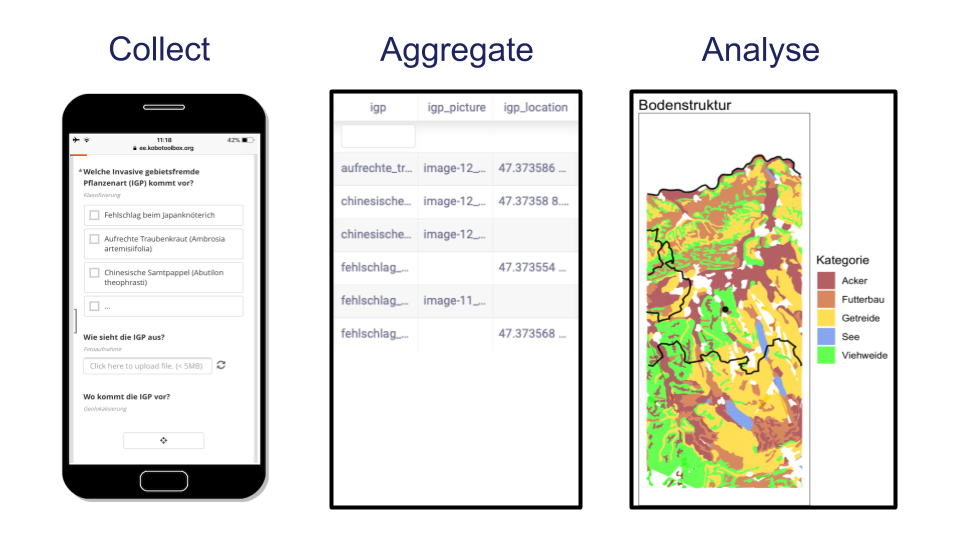 Collect
Aggregate
Analyse
11:18
42%
ee.kobotoolbox.org
*Welche Invasive gebietsfremde
Pflanzenart (IGP) kommt vor?
Klassifizierung
Fehlschlag beim Japanknöterich
Aufrechte Traubenkraut (Ambrosia
artemisiifolia)
Chinesische Samtpappel (Abutilon
theophrasti)
...
Wie sieht die IGP aus?
Fotoaufnahme
Click here to upload file. (< 5MB)
Wo kommt die IGP vor?
Geolokalisierung
igp igp_picture igp_location
aufrechte_tr... image-12_... 47.373586 ...
chinesische... image-12_... 47.37358 8....
chinesische... image-12_...
fehlschlag_... 47.373554 ...
fehlschlag_... image-11_...
fehlschlag_... 47.373568 ...
Bodenstruktur
Kategorie
Acker
Futterbau
Getreide
See
Viehweide